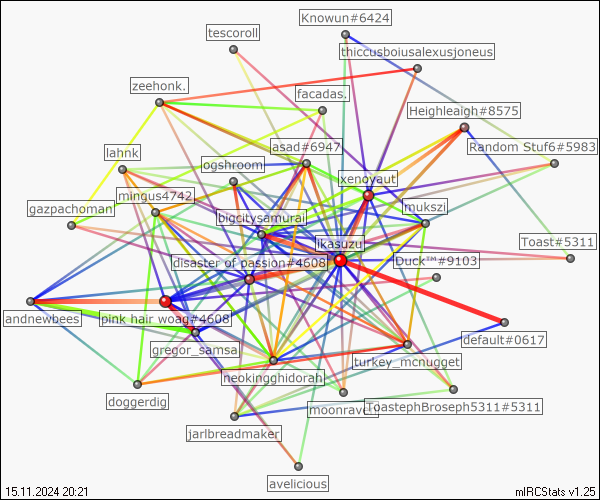 Knowun#6424
tescoroll
thiccusboiusalexusjoneus
zeehonk.
facadas.
Heighleaigh#8575
asad#6947
Random Stuf6#5983
lahnk
ogshroom
xenoyaut
mingus4742
mukszi
gazpachoman
bigcitysamurai
ikasuzu
Toast#5311
disaster of passion#4608
Duck™#9103
andnewbees
pink hair woag#4608
default#0617
gregor_samsa
turkey_mcnugget
neokingghidorah
doggerdig
moonrave
ToastephBroseph5311#5311
jarlbreadmaker
avelicious
15.11.2024 20:21
mIRCStats v1.25